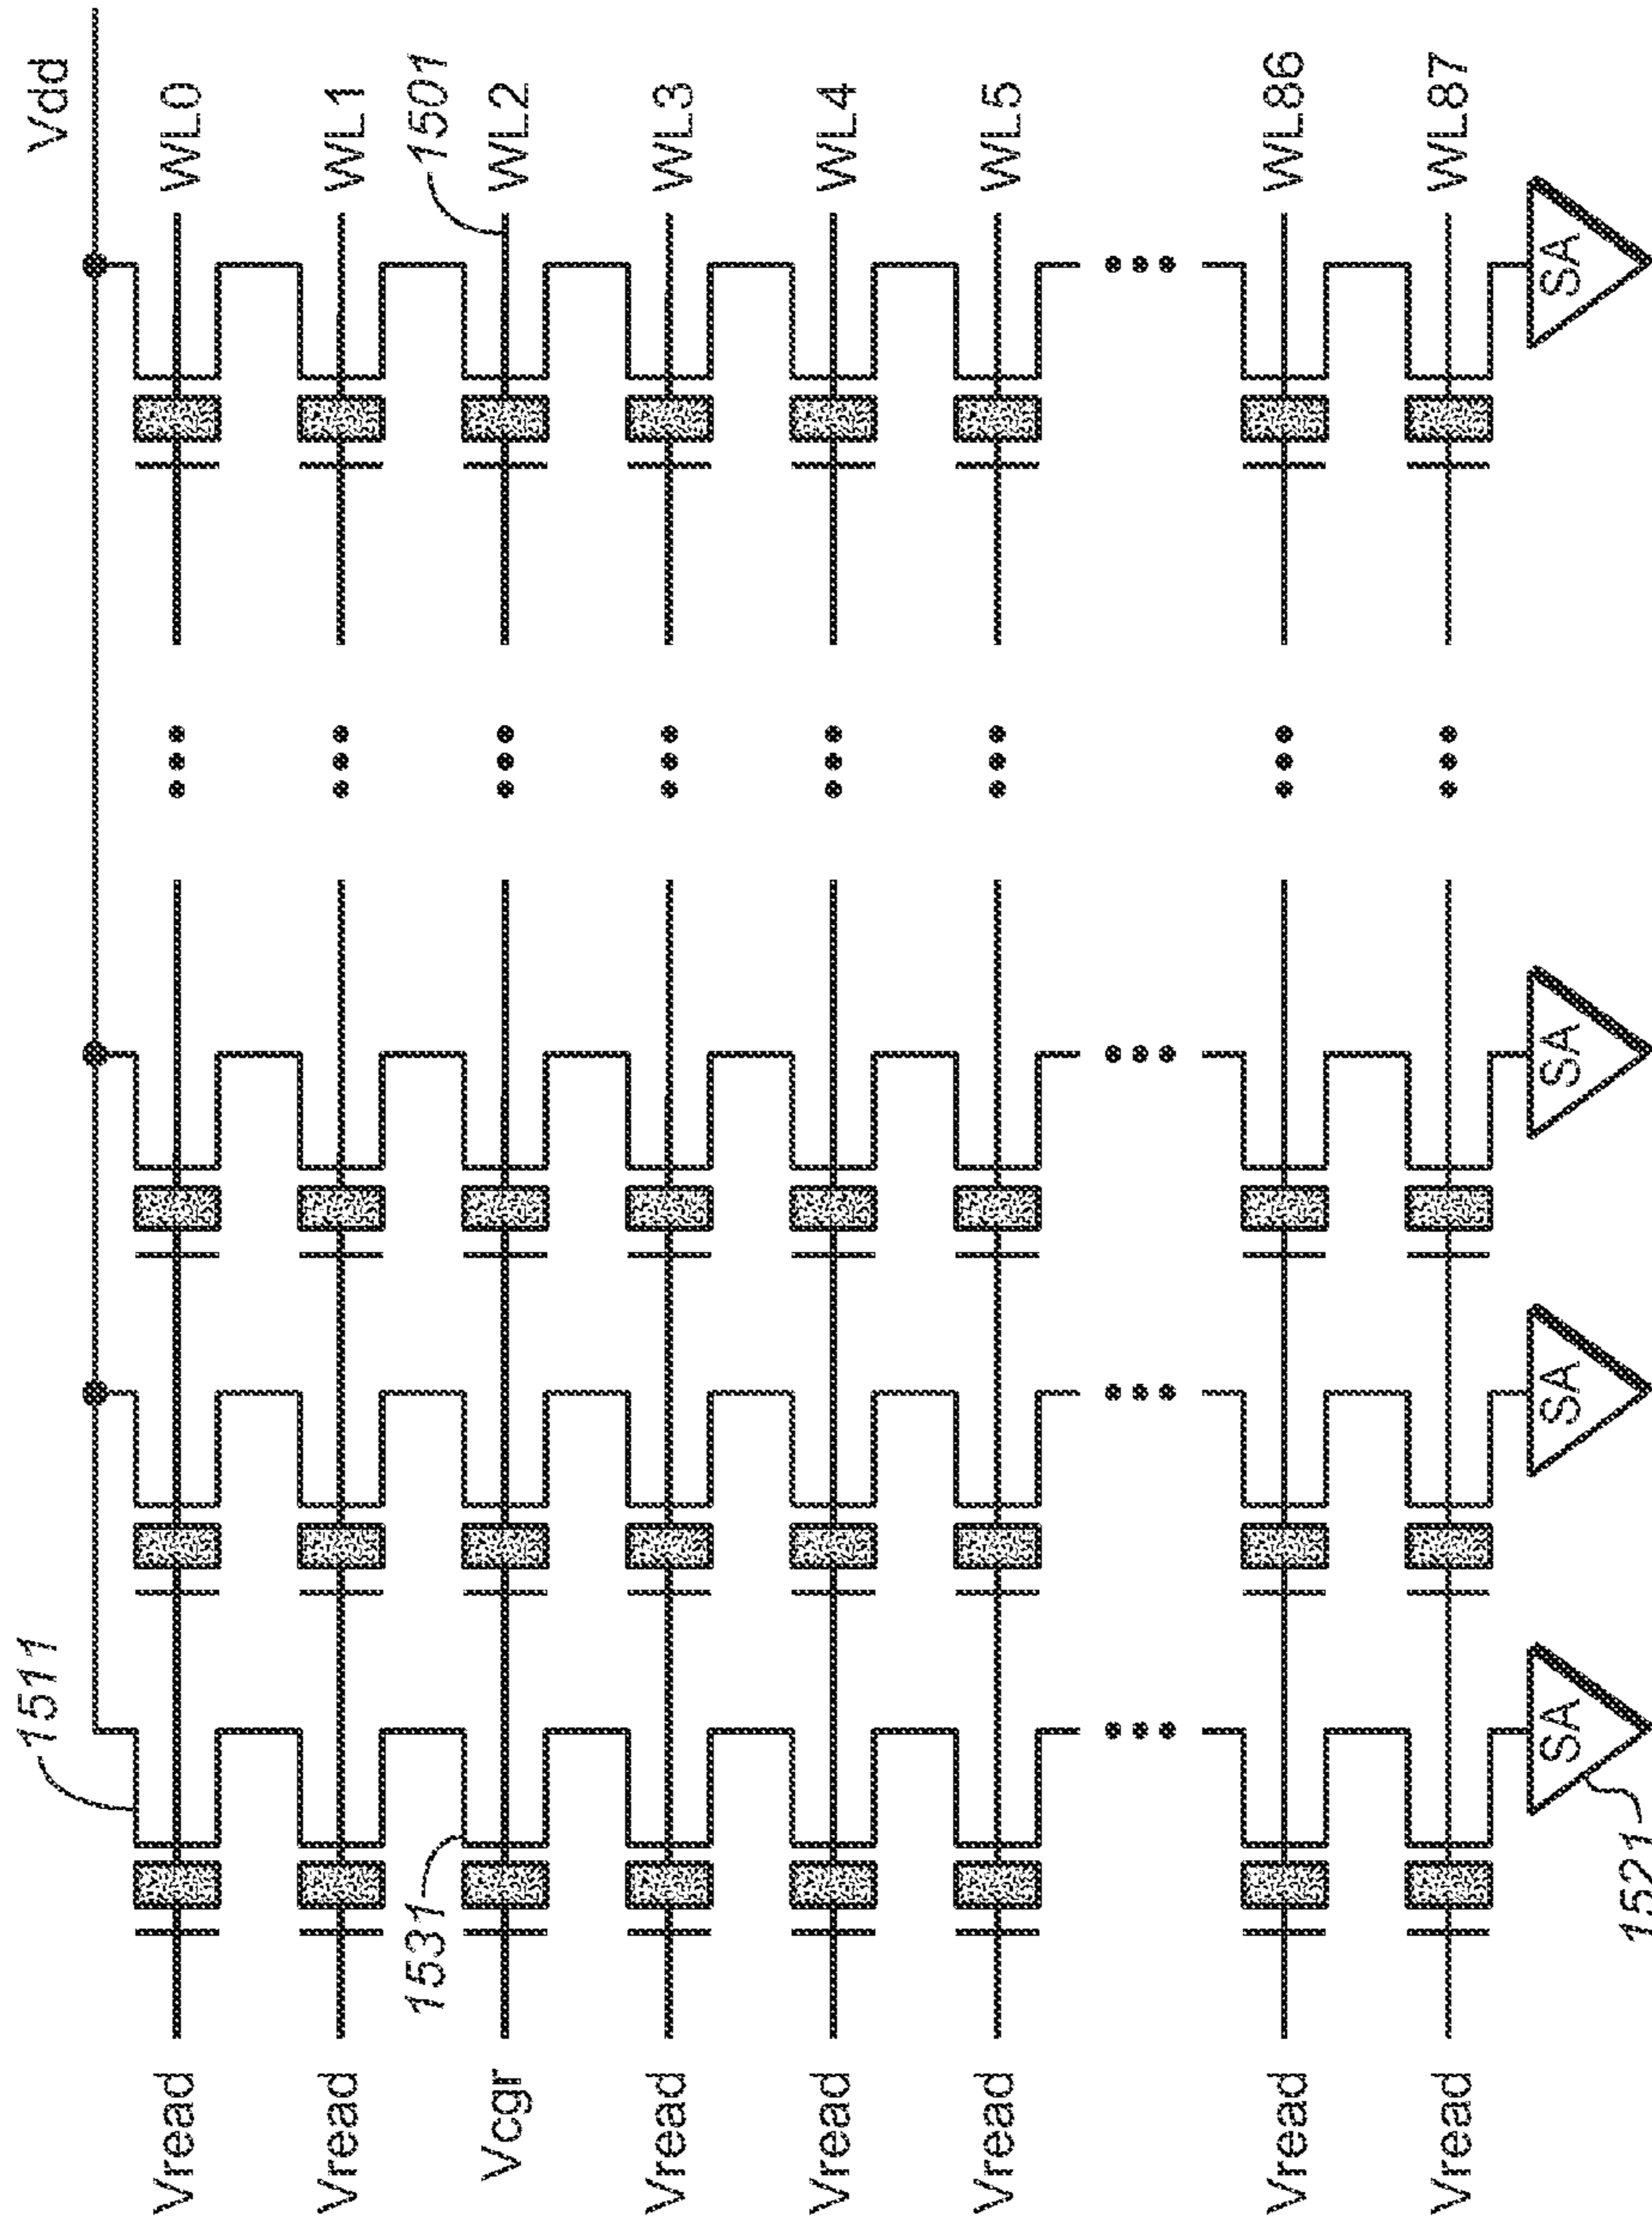 Vdd
WL0
WL1
1501
WL2
WL3
WL4
WL5
WL86
WL87
SA
SA
SA
1511
SA
1521
1531
Vread
Vread
Vcgr
Vread
Vread
Vread
Vread
Vread